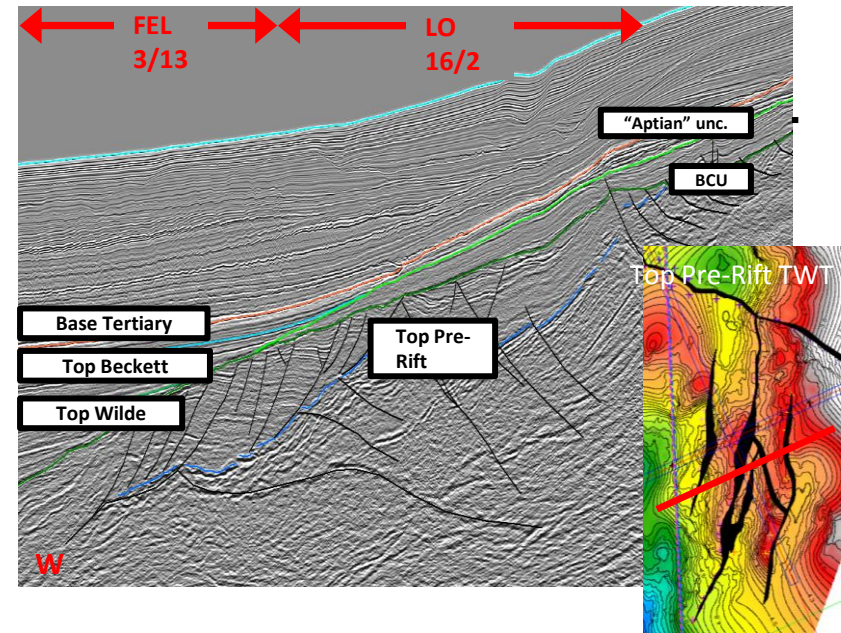 FEL
3/13
LO
16/2
“Aptian” unc.
BCU
Top Pre-Rift TWT
Base Tertiary
Top Pre-
Rift
Top Beckett
Top Wilde
W